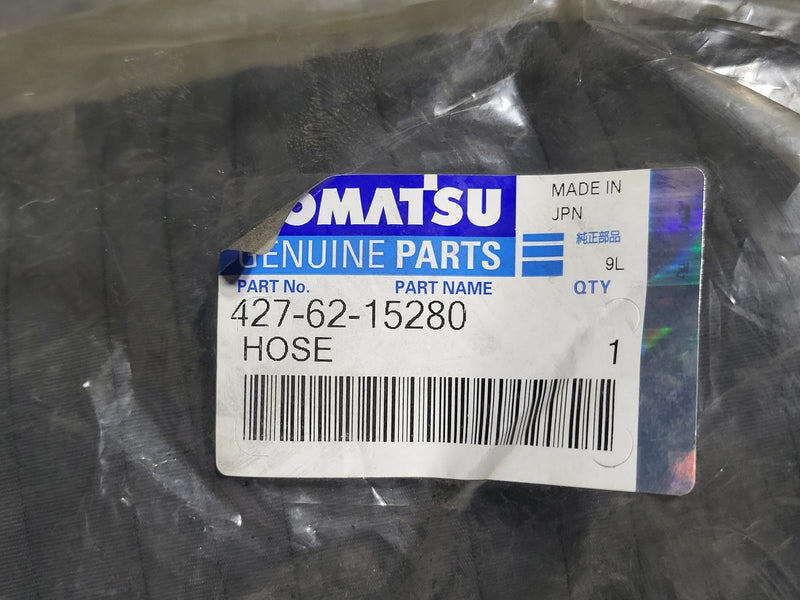 OMATSU
GENUINE PARTS
MADE IN
JPN
純正部品
9L
PART No. PART NAME QTY
427-62-15280
HOSE 1